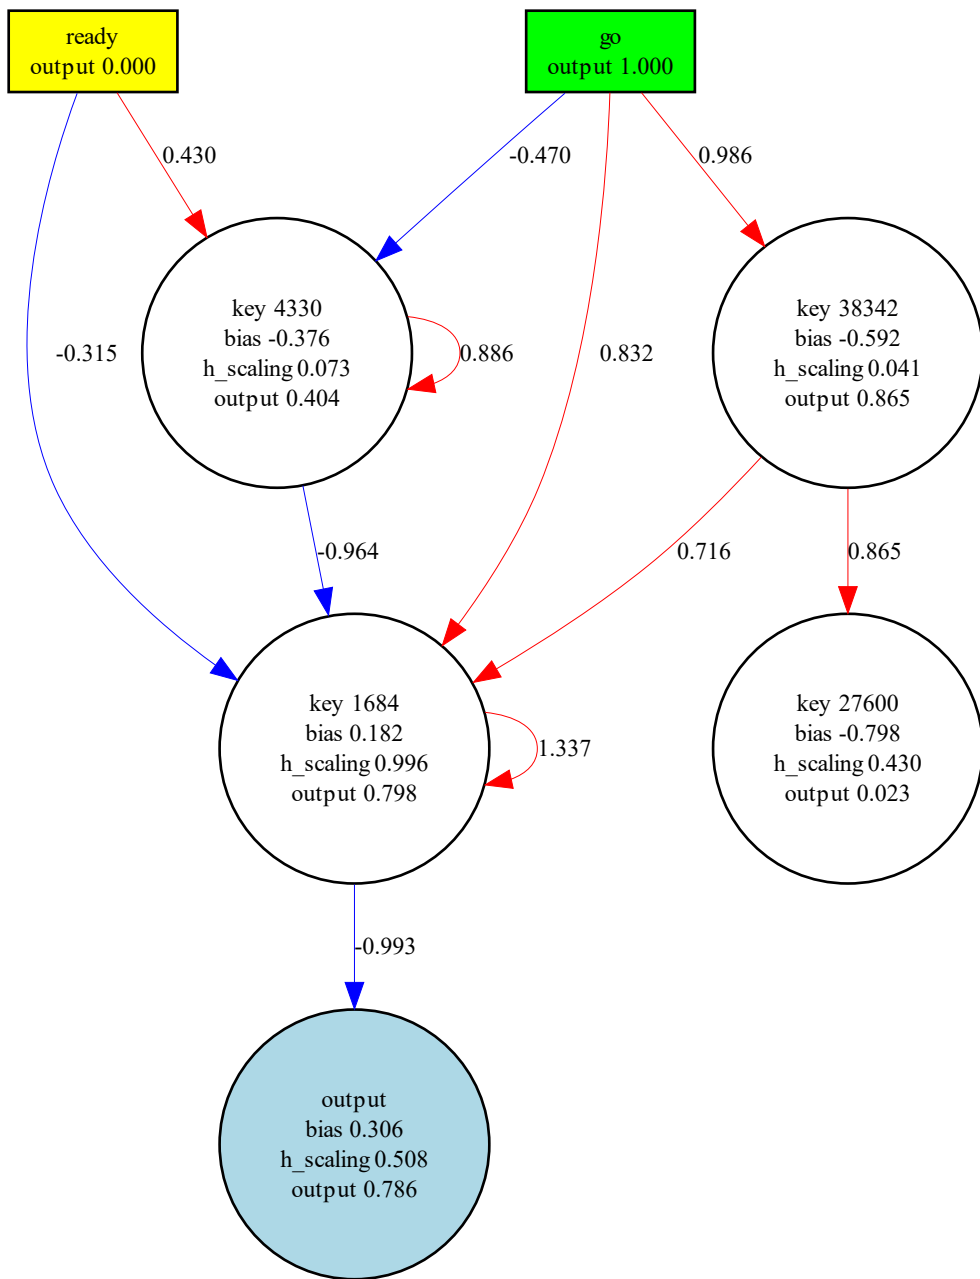 ready
output 0.000
go
output 1.000
0.430
-0.470
0.986
key 4330
bias -0.376
h_scaling 0.073
output 0.404
key 38342
bias -0.592
h_scaling 0.041
output 0.865
-0.315
0.886
0.832
-0.964
0.716
0.865
key 1684
bias 0.182
h_scaling 0.996
output 0.798
key 27600
bias -0.798
h_scaling 0.430
output 0.023
1.337
-0.993
output
bias 0.306
h_scaling 0.508
output 0.786